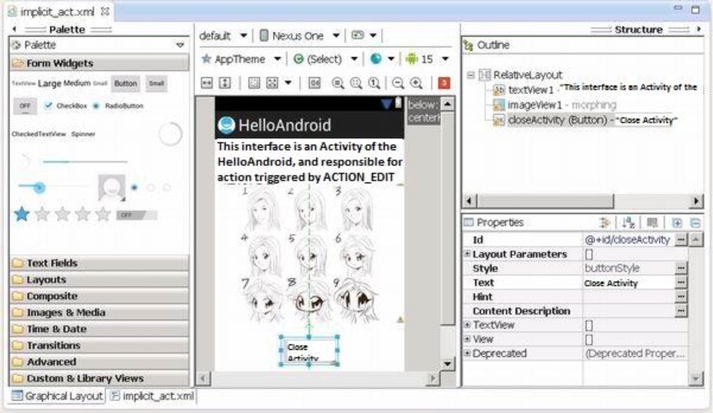 implicit_act.xml
Palette
Palette
Form Widgets
TextView Large Medium Small Button Small
OFF CheckBox RadioButton
CheckedTextView Spinner
OFF
Text Fields
Layouts
Composite
Images & Media
Time & Date
Transitions
Advanced
Custom & Library Views
Graphical Layout implicit_act.xml
default Nexus One
AppTheme (Select) 15
3
below:
center
HelloAndroid
This interface is an Activity of the
HelloAndroid, and responsible for
action triggered by ACTION_EDIT
1 2 3
4 5 6
7 8 9
Close
Activity
Structure
Outline
RelativeLayout
textView1 - "This interface is an Activity of the
imageView1 - morphing
closeActivity (Button) - "Close Activity"
Properties
Id @+id/closeActivity
Layout Parameters []
Style buttonStyle
Text Close Activity
Hint
Content Description
TextView []
View []
Deprecated (Deprecated Proper...